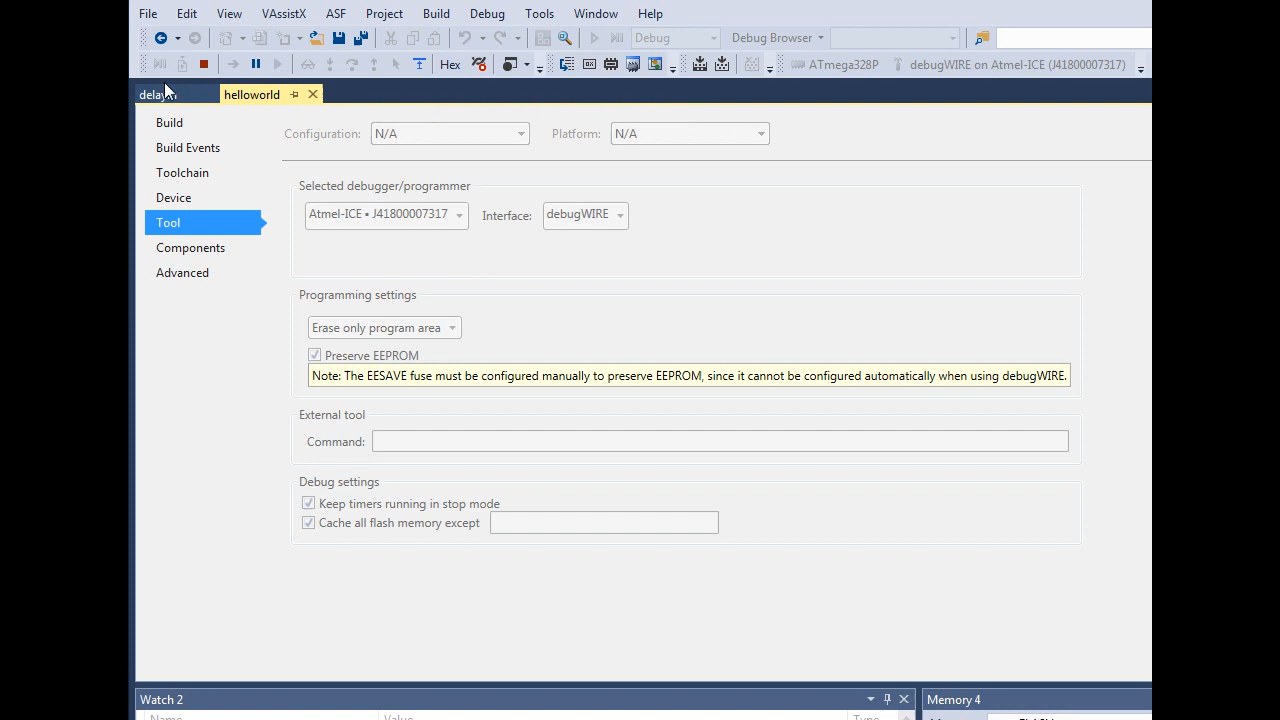 File Edit View VAssistX ASF Project Build Debug Tools Window Help
Debug Debug Browser
Hex ATmega328P debugWIRE on Atmel-ICE (J41800007317)
helloworld
Build
Configuration: N/A Platform: N/A
Build Events
Toolchain
Selected debugger/programmer
Device
Atmel-ICE • J41800007317 Interface: debugWIRE
Tool
Components
Advanced
Programming settings
Erase only program area
Preserve EEPROM
Note: The EESAVE fuse must be configured manually to preserve EEPROM, since it cannot be configured automatically when using debugWIRE.
External tool
Command:
Debug settings
Keep timers running in stop mode
Cache all flash memory except
Watch 2 Memory 4
Name Value Type